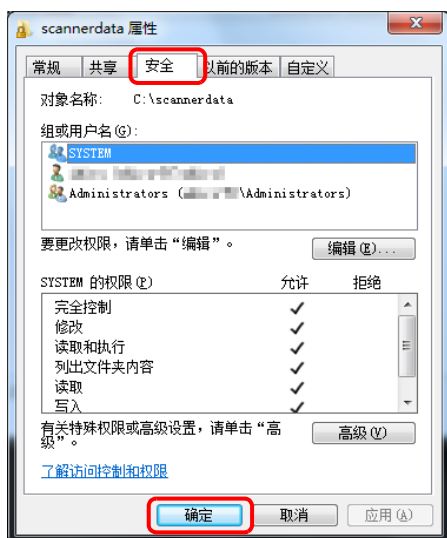 scannerdata 属性
常规 共享 安全 以前的版本 自定义
对象名称: C:\scannerdata
组或用户名(G):
SYSTEM
Administrators ( \Administrators)
要更改权限，请单击“编辑”。 编辑(E)...
SYSTEM 的权限(P) 允许 拒绝
完全控制
修改
读取和执行
列出文件夹内容
读取
写入
有关特殊权限或高级设置，请单击“高
级”。
高级(V)
了解访问控制和权限
确定 取消 应用(A)